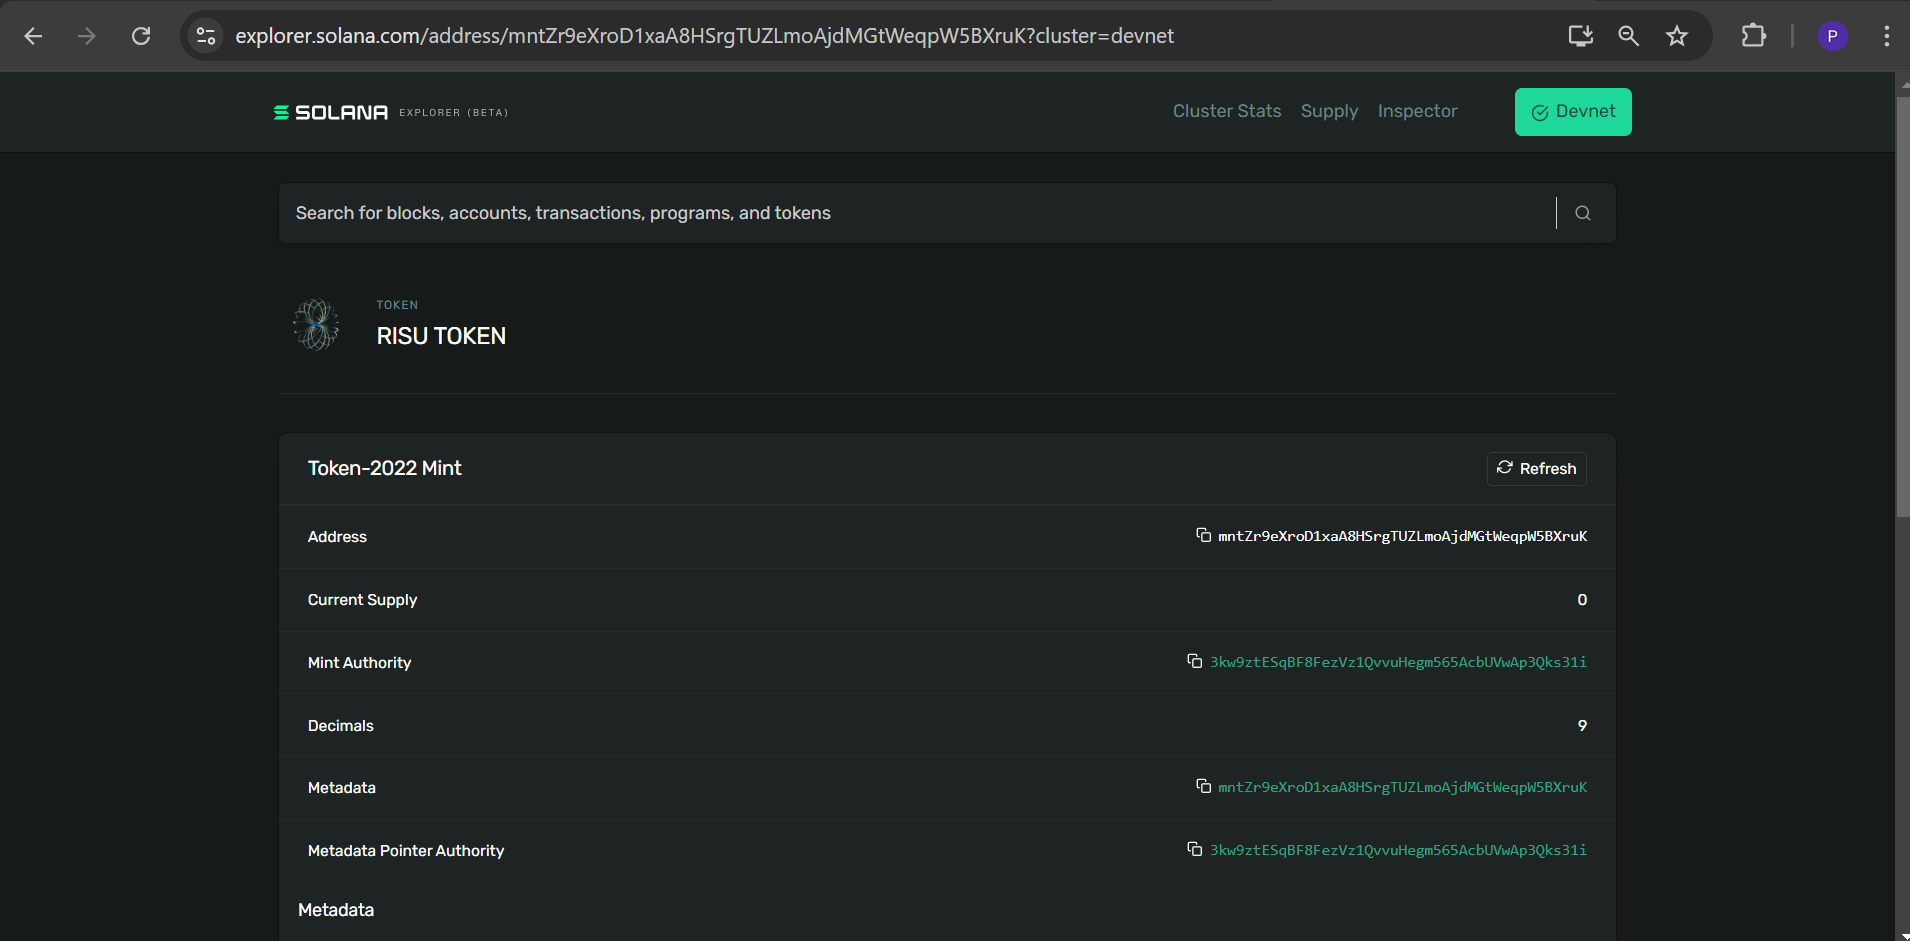 explorer.solana.com/address/mntZr9eXroD1xaA8HSrgTUZLmoAjdMGtWeqpW5BXruK?cluster=devnet
P
SOLANA EXPLORER (BETA)
Cluster Stats Supply Inspector Devnet
Search for blocks, accounts, transactions, programs, and tokens
TOKEN
RISU TOKEN
Token-2022 Mint Refresh
Address mntZr9eXroD1xaA8HSrgTUZLmoAjdMGtWeqpW5BXruK
Current Supply 0
Mint Authority 3kw9ztESqBF8FezVz1QvvuHegm565AcbUVwAp3Qks31i
Decimals 9
Metadata mntZr9eXroD1xaA8HSrgTUZLmoAjdMGtWeqpW5BXruK
Metadata Pointer Authority 3kw9ztESqBF8FezVz1QvvuHegm565AcbUVwAp3Qks31i
Metadata